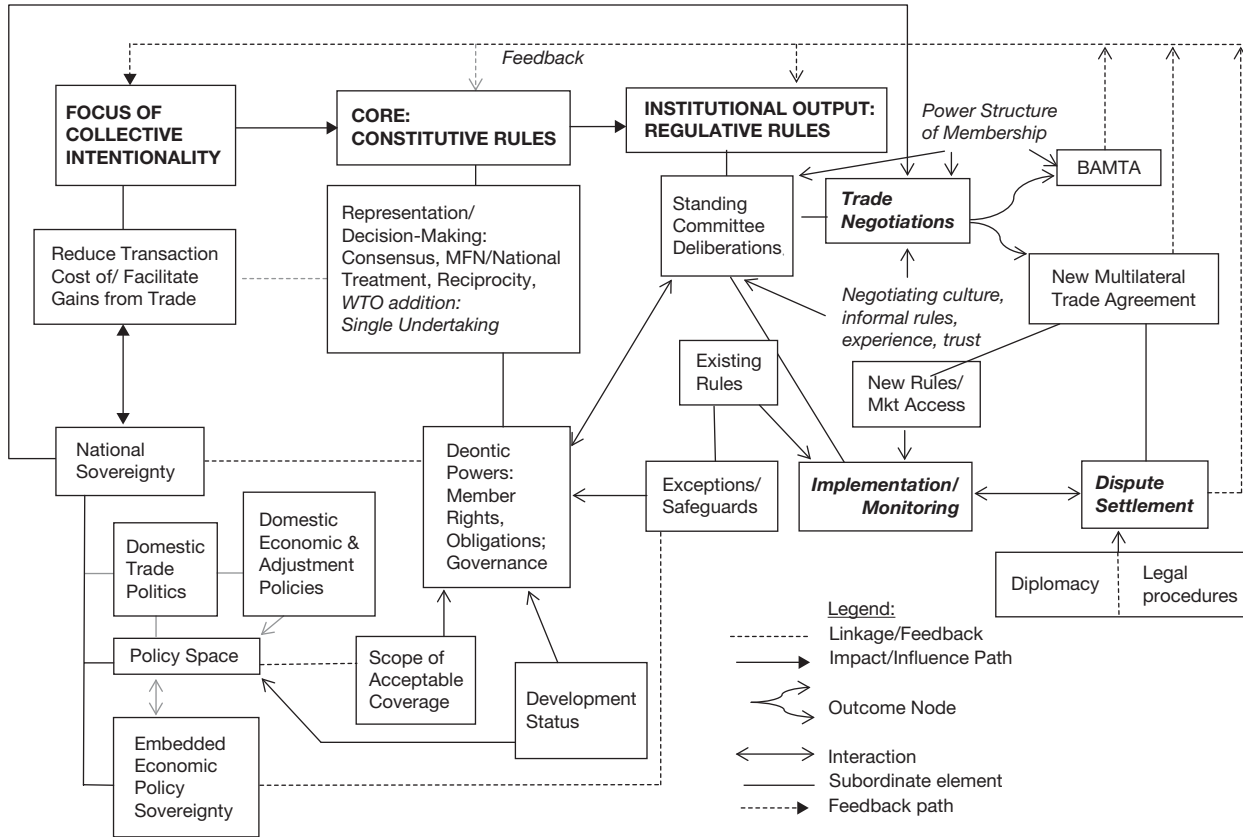 Feedback
FOCUS OF
COLLECTIVE
INTENTIONALITY
CORE:
CONSTITUTIVE RULES
INSTITUTIONAL OUTPUT:
REGULATIVE RULES
Power Structure
of Membership
BAMTA
Reduce Transaction
Cost of/ Facilitate
Gains from Trade
Representation/
Decision-Making:
Consensus, MFN/National
Treatment, Reciprocity,
WTO addition:
Single Undertaking
Standing
Committee
Deliberations
Trade
Negotiations
New Multilateral
Trade Agreement
Negotiating culture,
informal rules,
experience, trust
Existing
Rules
New Rules/
Mkt Access
National
Sovereignty
Deontic
Powers:
Member
Rights,
Obligations;
Governance
Exceptions/
Safeguards
Implementation/
Monitoring
Dispute
Settlement
Domestic
Trade
Politics
Domestic
Economic &
Adjustment
Policies
Diplomacy
Legal
procedures
Policy Space
Scope of
Acceptable
Coverage
Development
Status
Embedded
Economic
Policy
Sovereignty
Legend:
Linkage/Feedback
Impact/Influence Path
Outcome Node
Interaction
Subordinate element
Feedback path